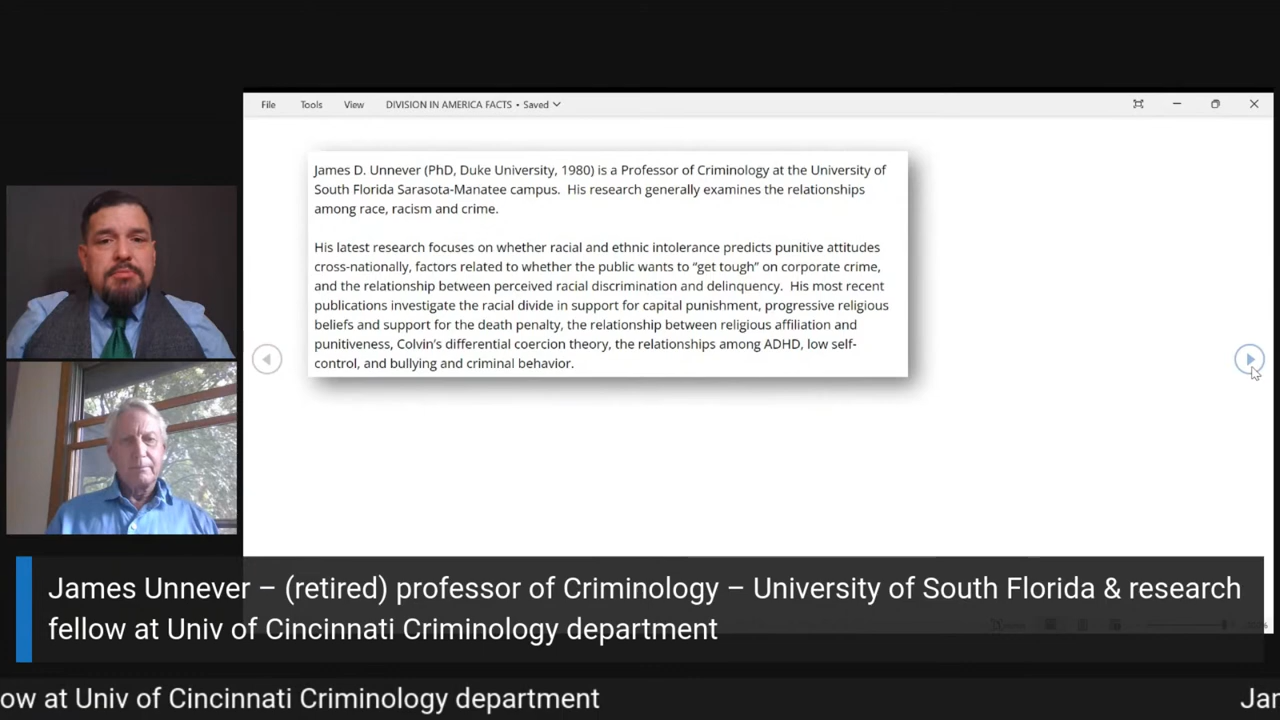 File Tools View DIVISION IN AMERICA FACTS • Saved
James D. Unnever (PhD, Duke University, 1980) is a Professor of Criminology at the University of
South Florida Sarasota-Manatee campus. His research generally examines the relationships
among race, racism and crime.
His latest research focuses on whether racial and ethnic intolerance predicts punitive attitudes
cross-nationally, factors related to whether the public wants to “get tough” on corporate crime,
and the relationship between perceived racial discrimination and delinquency. His most recent
publications investigate the racial divide in support for capital punishment, progressive religious
beliefs and support for the death penalty, the relationship between religious affiliation and
punitiveness, Colvin’s differential coercion theory, the relationships among ADHD, low self-
control, and bullying and criminal behavior.
James Unnever – (retired) professor of Criminology – University of South Florida & research
fellow at Univ of Cincinnati Criminology department
ow at Univ of Cincinnati Criminology department Jar